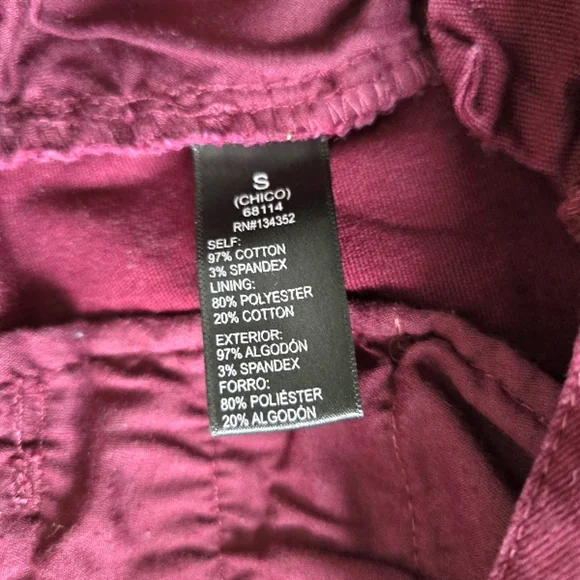 S
(CHICO)
68114
RN#134352
SELF:
97% COTTON
3% SPANDEX
LINING:
80% POLYESTER
20% COTTON
EXTERIOR:
97% ALGODÓN
3% SPANDEX
FORRO:
80% POLIÉSTER
20% ALGODÓN